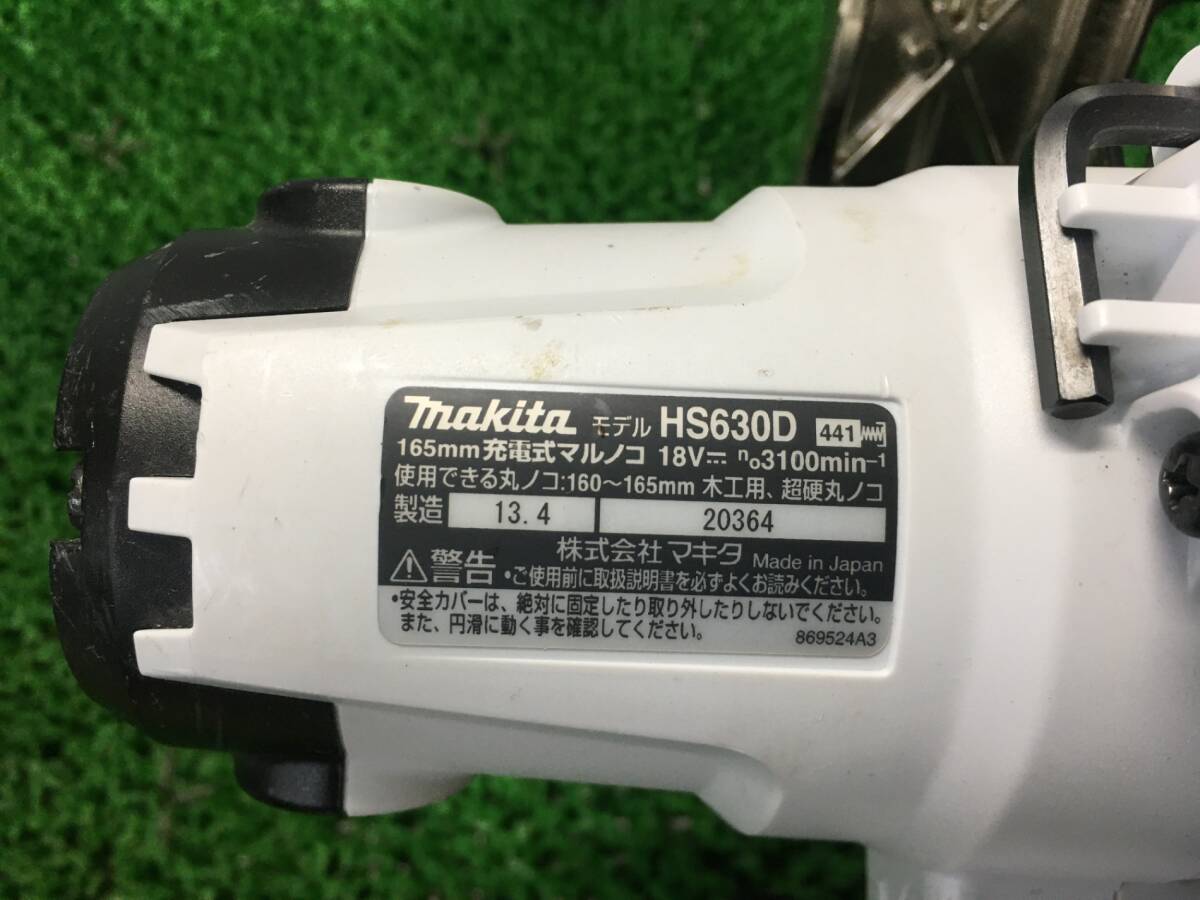 makita モデル HS630D 441
165mm充電式マルノコ 18V⎓ n₀3100min⁻¹
使用できる丸ノコ:160〜165mm 木工用、超硬丸ノコ
製造 13.4 20364
株式会社マキタ Made in Japan
警告 •ご使用前に取扱説明書を必ずよくお読みください。
•安全カバーは、絶対に固定したり取り外したりしないでください。
また、円滑に動く事を確認してください。 869524A3